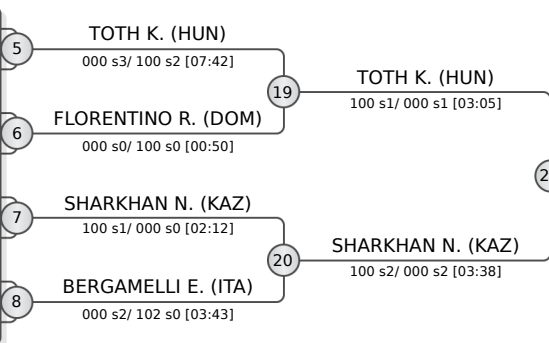 TOTH K. (HUN)
5
000 s3/ 100 s2 [07:42]
19
TOTH K. (HUN)
100 s1/ 000 s1 [03:05]
FLORENTINO R. (DOM)
6
000 s0/ 100 s0 [00:50]
SHARKHAN N. (KAZ)
7
100 s1/ 000 s0 [02:12]
20
SHARKHAN N. (KAZ)
100 s2/ 000 s2 [03:38]
BERGAMELLI E. (ITA)
8
000 s2/ 102 s0 [03:43]